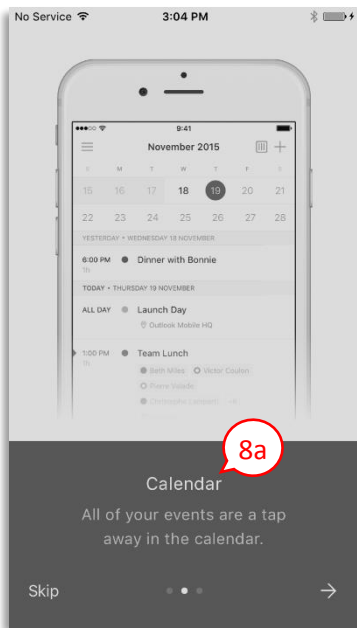 No Service 3:04 PM
9:41
November 2015
S M T W T F S
15 16 17 18 19 20 21
22 23 24 25 26 27 28
YESTERDAY • WEDNESDAY 18 NOVEMBER
6:00 PM Dinner with Bonnie
1h
TODAY • THURSDAY 19 NOVEMBER
ALL DAY Launch Day
Outlook Mobile HQ
1:00 PM Team Lunch
1h
Beth Miles Victor Coulon
Pierre Valade
8a
Calendar
All of your events are a tap
away in the calendar.
Skip